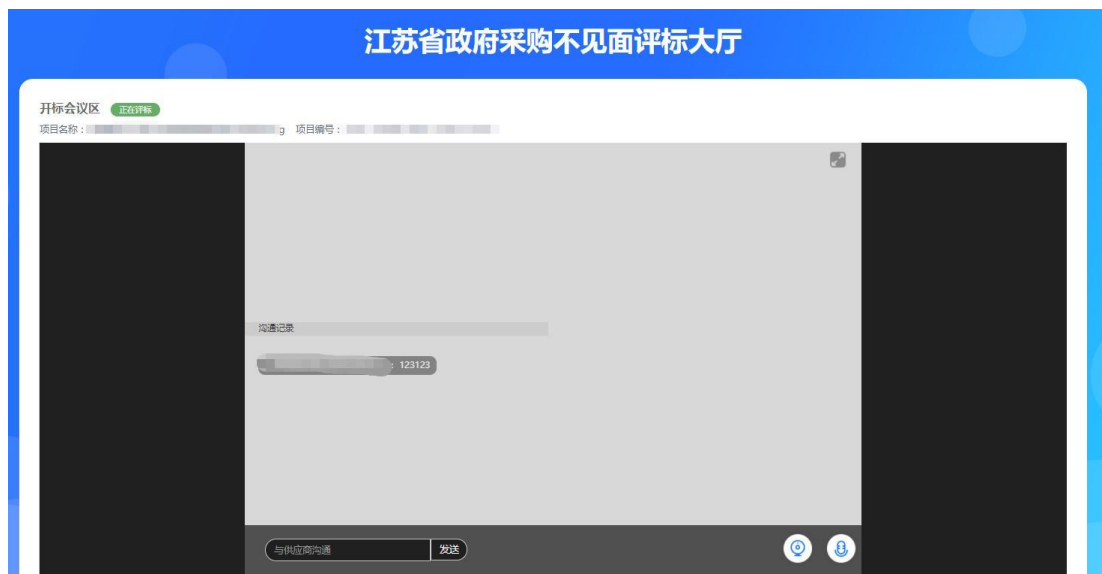 江苏省政府采购不见面评标大厅
开标会议区 正在评标
项目名称： g 项目编号：
沟通记录
: 123123
与供应商沟通 发送